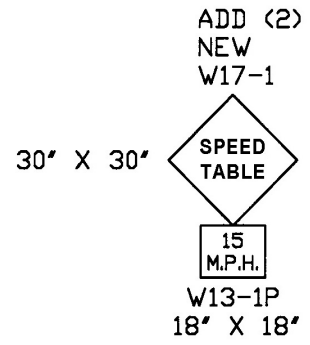 ADD (2)
NEW
W17-1
30" X 30"
SPEED
TABLE
15
M.P.H.
W13-1P
18" X 18"